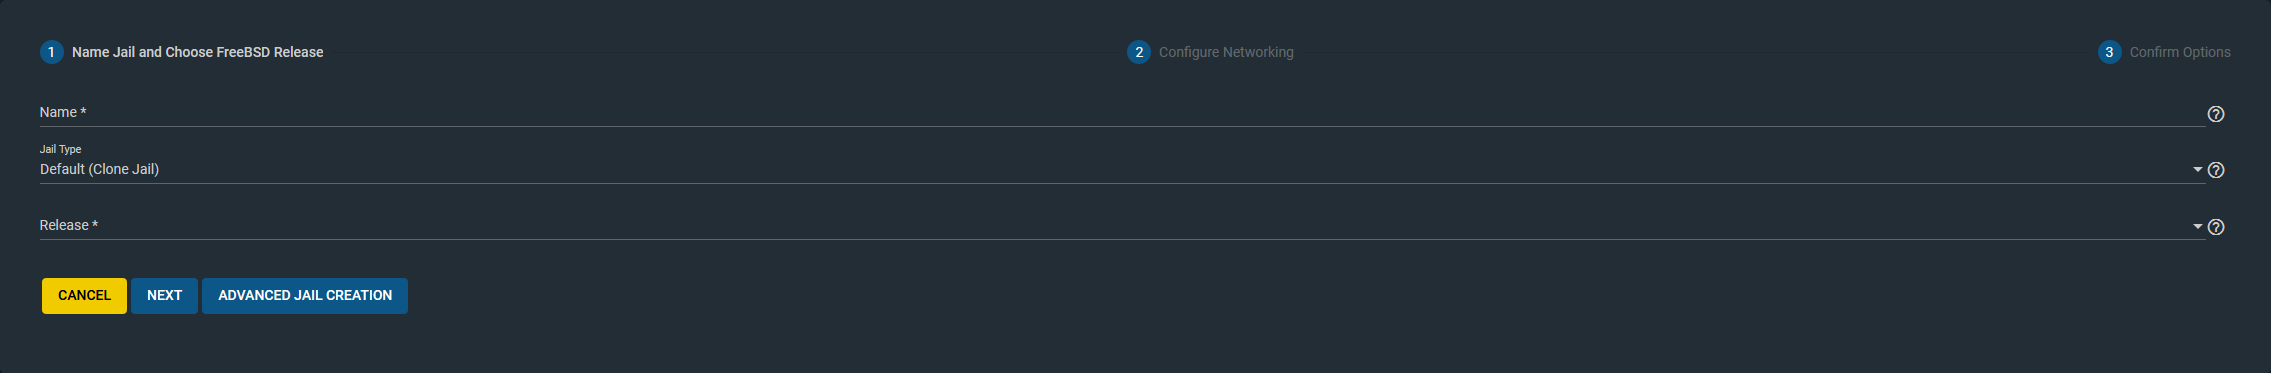 1 Name Jail and Choose FreeBSD Release 2 Configure Networking 3 Confirm Options
Name *
Jail Type
Default (Clone Jail)
Release *
CANCEL NEXT ADVANCED JAIL CREATION